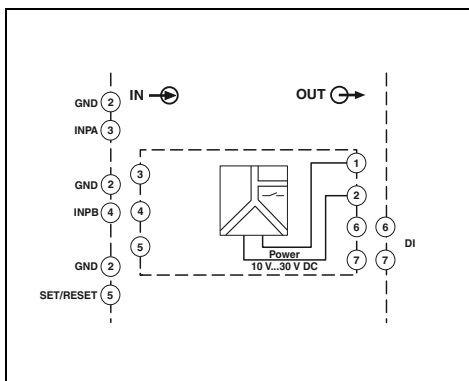 IN OUT
GND 2
INPA 3
3 1
GND 2
INPB 4
4 2
6 6
DI
5 7 7
GND 2
Power
10 V...30 V DC
SET/RESET 5